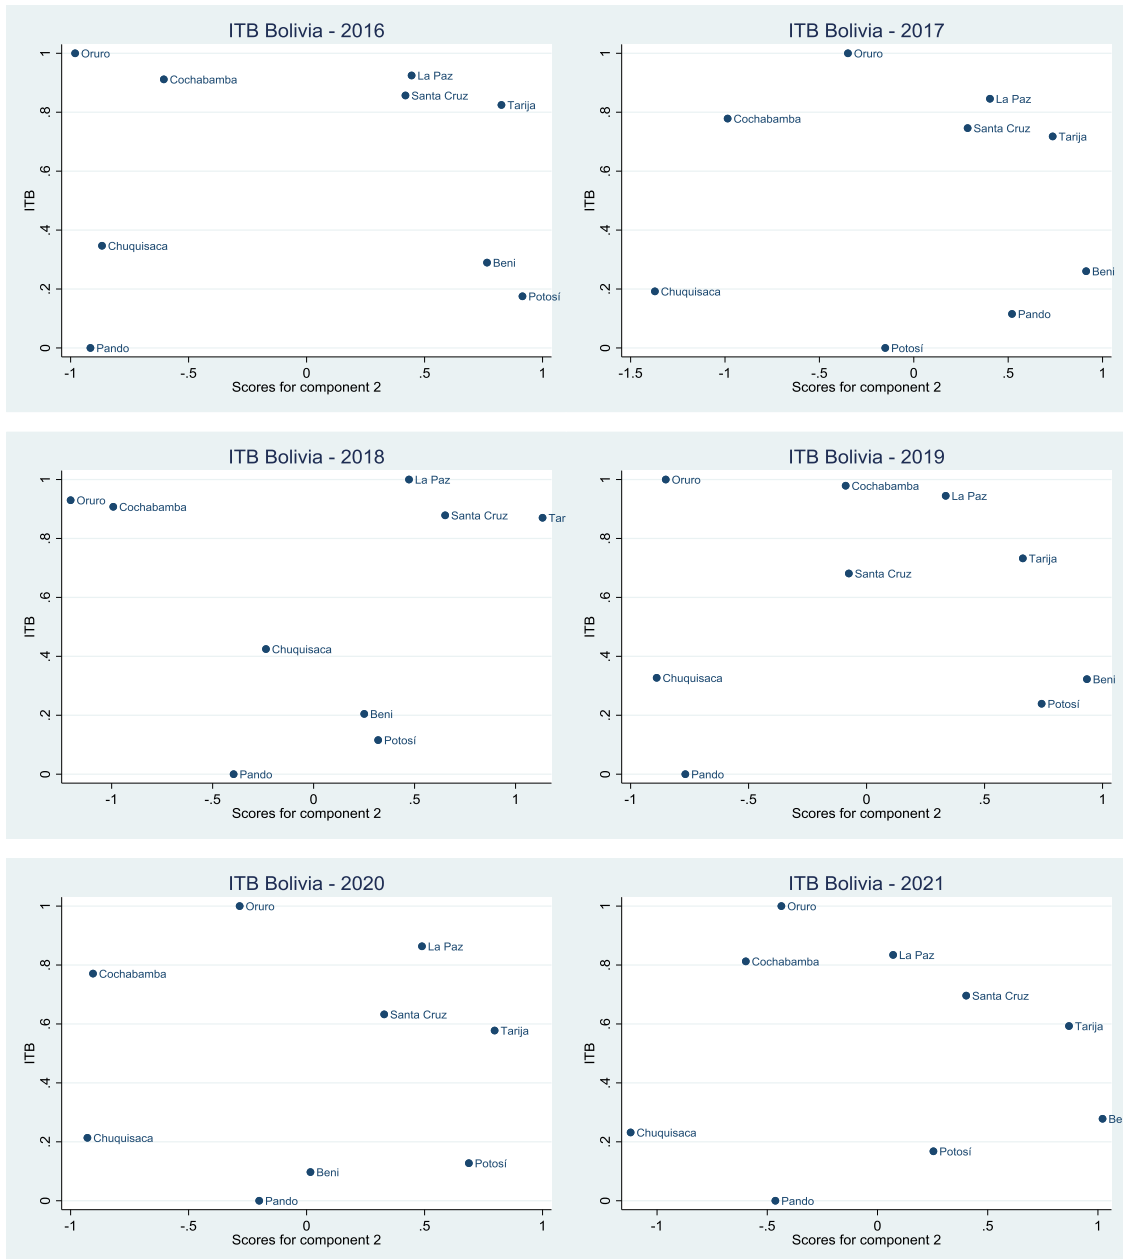 ITB Bolivia - 2016
1
.8
.6
.4
.2
0
ITB
Oruro
Cochabamba
La Paz
Santa Cruz
Tarija
Chuquisaca
Beni
Potosí
Pando
-1
-.5
0
.5
1
Scores for component 2
ITB Bolivia - 2017
1
.8
.6
.4
.2
0
ITB
Oruro
La Paz
Cochabamba
Santa Cruz
Tarija
Beni
Chuquisaca
Pando
Potosí
-1.5
-1
-.5
0
.5
1
Scores for component 2
ITB Bolivia - 2018
1
.8
.6
.4
.2
0
ITB
La Paz
Oruro
Cochabamba
Santa Cruz
Tar
Chuquisaca
Beni
Potosí
Pando
-1
-.5
0
.5
1
Scores for component 2
ITB Bolivia - 2019
1
.8
.6
.4
.2
0
ITB
Oruro
Cochabamba
La Paz
Tarija
Santa Cruz
Chuquisaca
Beni
Potosí
Pando
-1
-.5
0
.5
1
Scores for component 2
ITB Bolivia - 2020
1
.8
.6
.4
.2
0
ITB
Oruro
La Paz
Cochabamba
Santa Cruz
Tarija
Chuquisaca
Potosí
Beni
Pando
-1
-.5
0
.5
1
Scores for component 2
ITB Bolivia - 2021
1
.8
.6
.4
.2
0
ITB
Oruro
La Paz
Cochabamba
Santa Cruz
Tarija
Be
Chuquisaca
Potosí
Pando
-1
-.5
0
.5
1
Scores for component 2